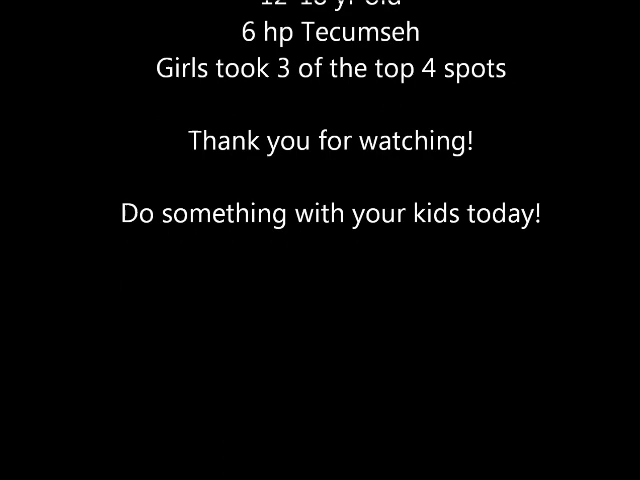 6 hp Tecumseh
Girls took 3 of the top 4 spots
Thank you for watching!
Do something with your kids today!